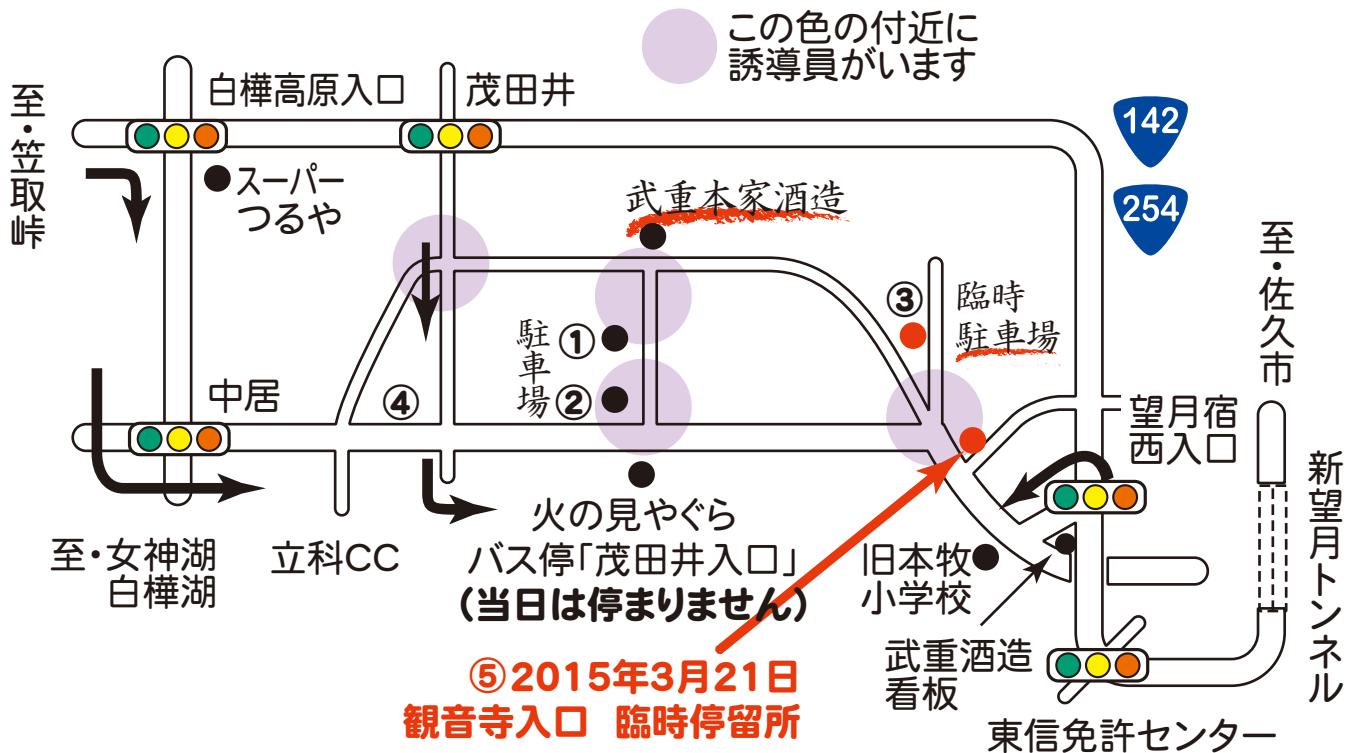 この色の付近に
誘導員がいます
至・笠取峠
白樺高原入口
茂田井
142
254
スーパー
つるや
武重本家酒造
至・佐久市
③
臨時
駐車場
駐車場
①
②
④
中居
望月宿
西入口
新望月トンネル
火の見やぐら
バス停「茂田井入口」
(当日は停まりません)
至・女神湖
白樺湖
立科CC
旧本牧
小学校
武重酒造
看板
⑤2015年3月21日
観音寺入口 臨時停留所
東信免許センター